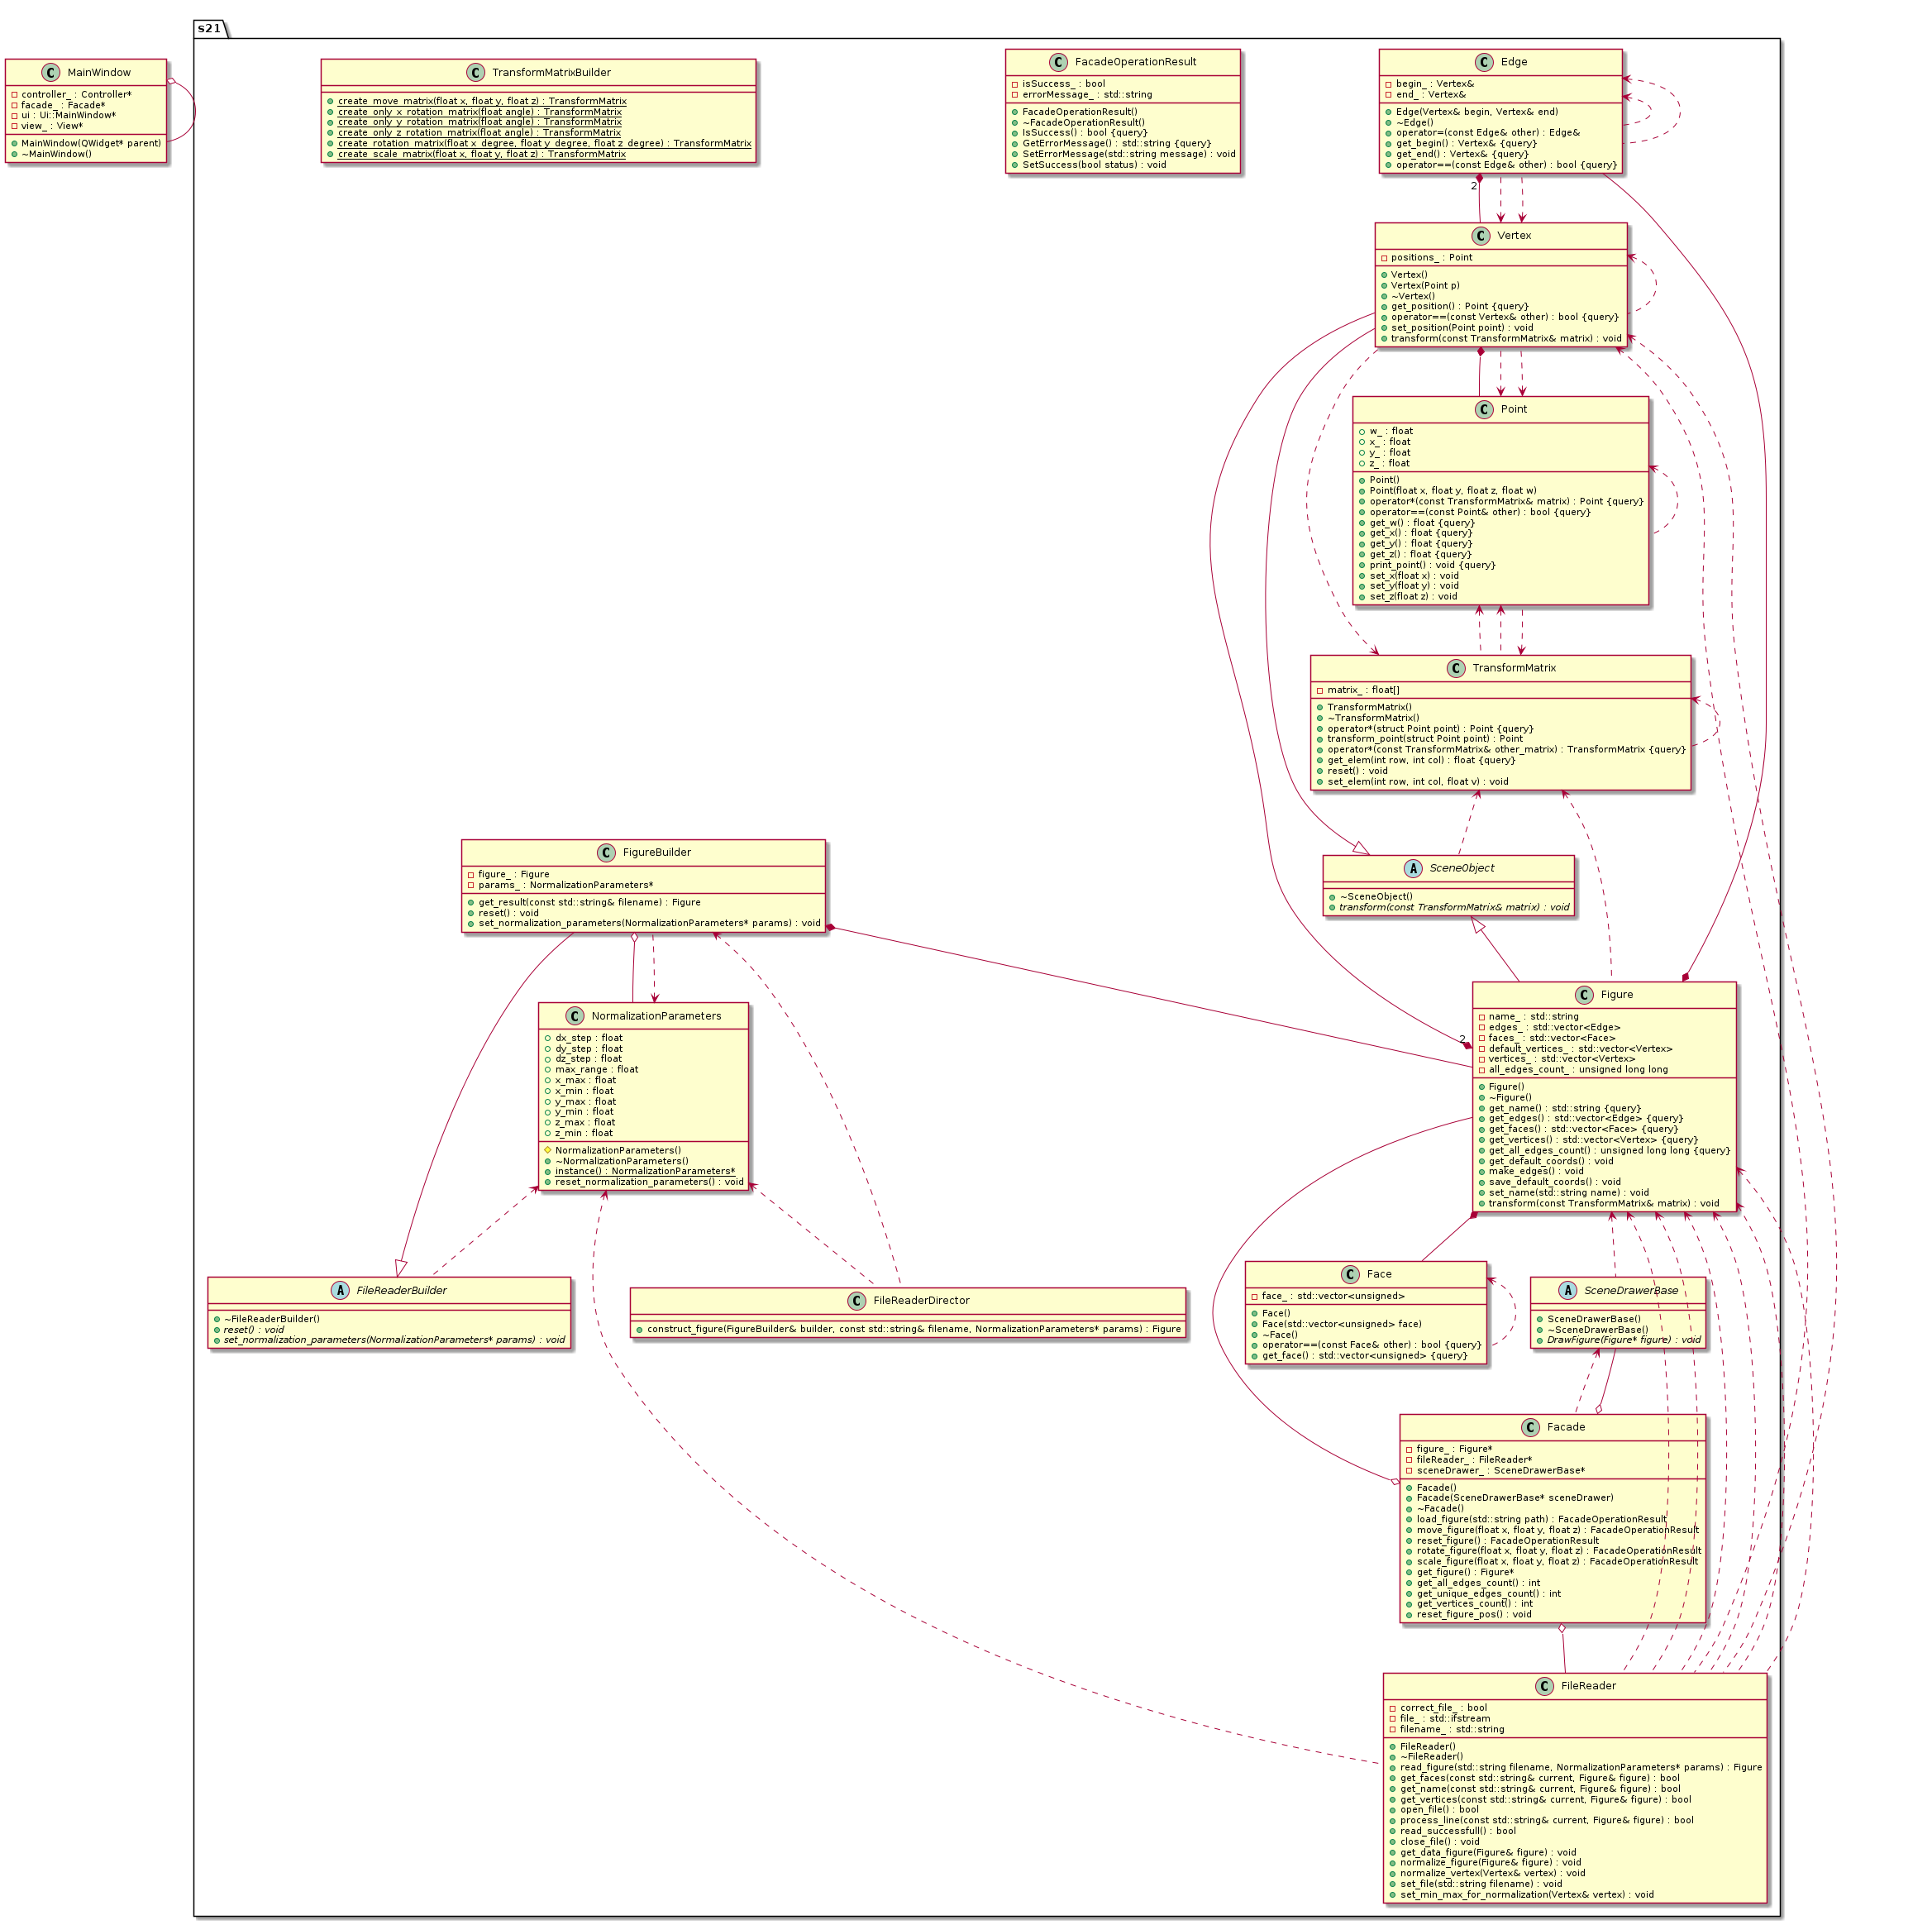 s21
MainWindow
controller_ : Controller*
facade_ : Facade*
ui : Ui::MainWindow*
view_ : View*
MainWindow(QWidget* parent)
~MainWindow()
TransformMatrixBuilder
create_move_matrix(float x, float y, float z) : TransformMatrix
create_only_x_rotation_matrix(float angle) : TransformMatrix
create_only_y_rotation_matrix(float angle) : TransformMatrix
create_only_z_rotation_matrix(float angle) : TransformMatrix
create_rotation_matrix(float x_degree, float y_degree, float z_degree) : TransformMatrix
create_scale_matrix(float x, float y, float z) : TransformMatrix
FacadeOperationResult
isSuccess_ : bool
errorMessage_ : std::string
FacadeOperationResult()
~FacadeOperationResult()
IsSuccess() : bool {query}
GetErrorMessage() : std::string {query}
SetErrorMessage(std::string message) : void
SetSuccess(bool status) : void
Edge
begin_ : Vertex&
end_ : Vertex&
Edge(Vertex& begin, Vertex& end)
~Edge()
operator=(const Edge& other) : Edge&
get_begin() : Vertex& {query}
get_end() : Vertex& {query}
operator==(const Edge& other) : bool {query}
2
Vertex
positions_ : Point
Vertex()
Vertex(Point p)
~Vertex()
get_position() : Point {query}
operator==(const Vertex& other) : bool {query}
set_position(Point point) : void
transform(const TransformMatrix& matrix) : void
Point
w_ : float
x_ : float
y_ : float
z_ : float
Point()
Point(float x, float y, float z, float w)
operator*(const TransformMatrix& matrix) : Point {query}
operator==(const Point& other) : bool {query}
get_w() : float {query}
get_x() : float {query}
get_y() : float {query}
get_z() : float {query}
print_point() : void {query}
set_x(float x) : void
set_y(float y) : void
set_z(float z) : void
TransformMatrix
matrix_ : float[]
TransformMatrix()
~TransformMatrix()
operator*(struct Point point) : Point {query}
transform_point(struct Point point) : Point
operator*(const TransformMatrix& other_matrix) : TransformMatrix {query}
get_elem(int row, int col) : float {query}
reset() : void
set_elem(int row, int col, float v) : void
FigureBuilder
figure_ : Figure
params_ : NormalizationParameters*
get_result(const std::string& filename) : Figure
reset() : void
set_normalization_parameters(NormalizationParameters* params) : void
SceneObject
~SceneObject()
transform(const TransformMatrix& matrix) : void
NormalizationParameters
dx_step : float
dy_step : float
dz_step : float
max_range : float
x_max : float
x_min : float
y_max : float
y_min : float
z_max : float
z_min : float
NormalizationParameters()
~NormalizationParameters()
instance() : NormalizationParameters*
reset_normalization_parameters() : void
2
Figure
name_ : std::string
edges_ : std::vector<Edge>
faces_ : std::vector<Face>
default_vertices_ : std::vector<Vertex>
vertices_ : std::vector<Vertex>
all_edges_count_ : unsigned long long
Figure()
~Figure()
get_name() : std::string {query}
get_edges() : std::vector<Edge> {query}
get_faces() : std::vector<Face> {query}
get_vertices() : std::vector<Vertex> {query}
get_all_edges_count() : unsigned long long {query}
get_default_coords() : void
make_edges() : void
save_default_coords() : void
set_name(std::string name) : void
transform(const TransformMatrix& matrix) : void
FileReaderBuilder
~FileReaderBuilder()
reset() : void
set_normalization_parameters(NormalizationParameters* params) : void
FileReaderDirector
construct_figure(FigureBuilder& builder, const std::string& filename, NormalizationParameters* params) : Figure
Face
face_ : std::vector<unsigned>
Face()
Face(std::vector<unsigned> face)
~Face()
operator==(const Face& other) : bool {query}
get_face() : std::vector<unsigned> {query}
SceneDrawerBase
SceneDrawerBase()
~SceneDrawerBase()
DrawFigure(Figure* figure) : void
Facade
figure_ : Figure*
fileReader_ : FileReader*
sceneDrawer_ : SceneDrawerBase*
Facade()
Facade(SceneDrawerBase* sceneDrawer)
~Facade()
load_figure(std::string path) : FacadeOperationResult
move_figure(float x, float y, float z) : FacadeOperationResult
reset_figure() : FacadeOperationResult
rotate_figure(float x, float y, float z) : FacadeOperationResult
scale_figure(float x, float y, float z) : FacadeOperationResult
get_figure() : Figure*
get_all_edges_count() : int
get_unique_edges_count() : int
get_vertices_count() : int
reset_figure_pos() : void
FileReader
correct_file_ : bool
file_ : std::ifstream
filename_ : std::string
FileReader()
~FileReader()
read_figure(std::string filename, NormalizationParameters* params) : Figure
get_faces(const std::string& current, Figure& figure) : bool
get_name(const std::string& current, Figure& figure) : bool
get_vertices(const std::string& current, Figure& figure) : bool
open_file() : bool
process_line(const std::string& current, Figure& figure) : bool
read_successfull() : bool
close_file() : void
get_data_figure(Figure& figure) : void
normalize_figure(Figure& figure) : void
normalize_vertex(Vertex& vertex) : void
set_file(std::string filename) : void
set_min_max_for_normalization(Vertex& vertex) : void